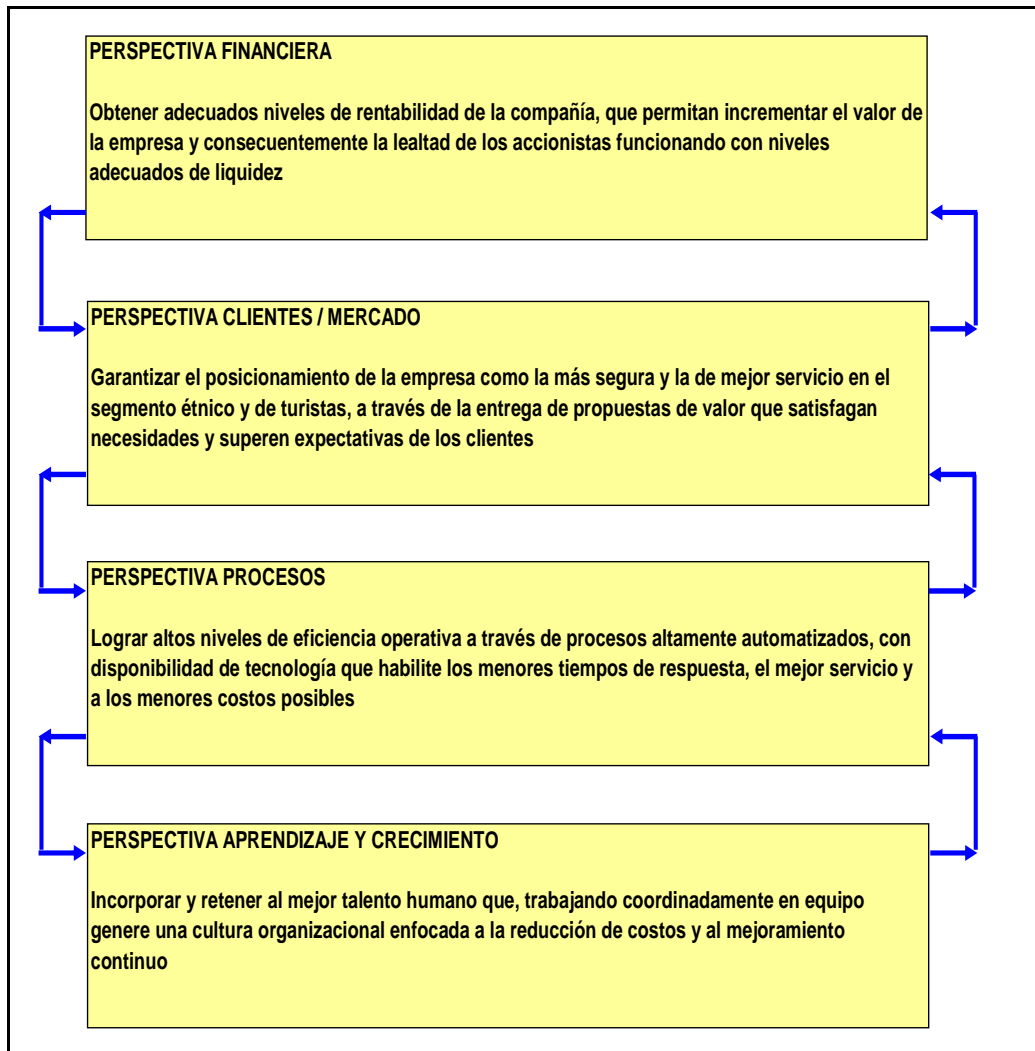 PERSPECTIVA FINANCIERA
Obtener adecuados niveles de rentabilidad de la compañía, que permitan incrementar el valor de
la empresa y consecuentemente la lealtad de los accionistas funcionando con niveles
adecuados de liquidez
PERSPECTIVA CLIENTES / MERCADO
Garantizar el posicionamiento de la empresa como la más segura y la de mejor servicio en el
segmento étnico y de turistas, a través de la entrega de propuestas de valor que satisfagan
necesidades y superen expectativas de los clientes
PERSPECTIVA PROCESOS
Lograr altos niveles de eficiencia operativa a través de procesos altamente automatizados, con
disponibilidad de tecnología que habilite los menores tiempos de respuesta, el mejor servicio y
a los menores costos posibles
PERSPECTIVA APRENDIZAJE Y CRECIMIENTO
Incorporar y retener al mejor talento humano que, trabajando coordinadamente en equipo
genere una cultura organizacional enfocada a la reducción de costos y al mejoramiento
continuo